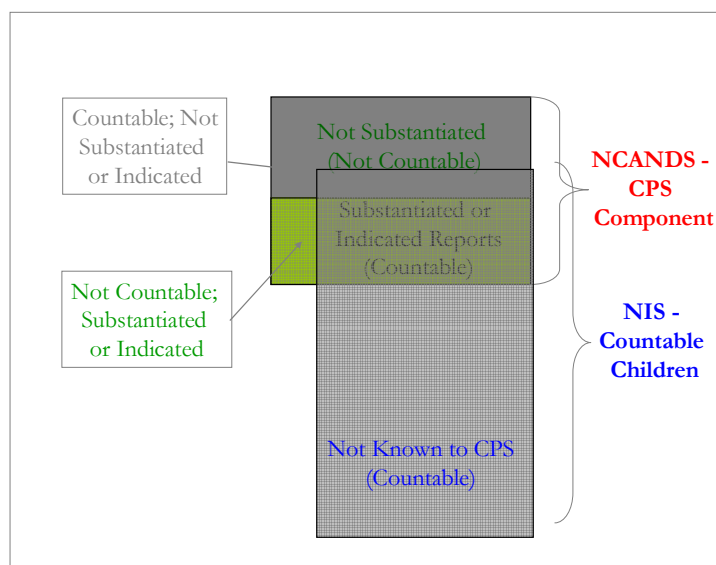 Countable; Not
Substantiated
or Indicated
Not Substantiated
(Not Countable)
NCANDS -
CPS
Component
Substantiated or
Indicated Reports
(Countable)
Not Countable;
Substantiated
or Indicated
NIS -
Countable
Children
Not Known to CPS
(Countable)